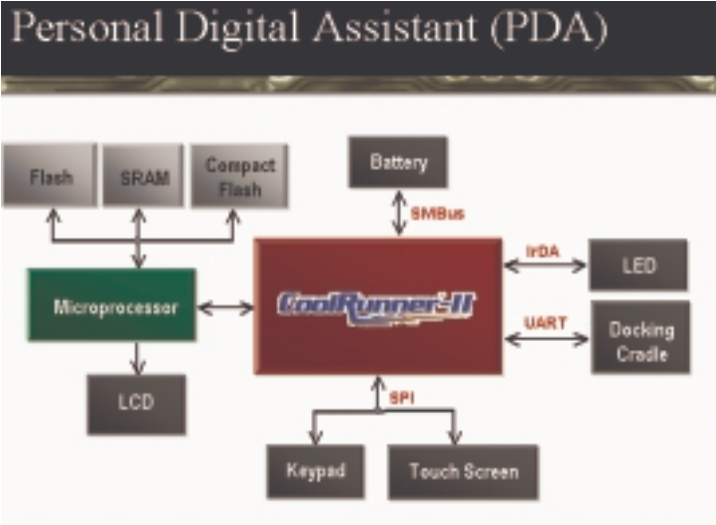 Personal Digital Assistant (PDA)
Flash
SRAM
Compact
Flash
Battery
SMBus
IrDA
LED
Microprocessor
CoolRunner-II
UART
Docking
Cradle
LCD
SPI
Keypad
Touch Screen